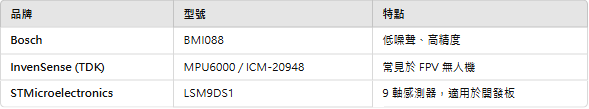 品牌 型號 特點
Bosch BMI088 低噪聲、高精度
InvenSense (TDK) MPU6000 / ICM-20948 常見於 FPV 無人機
STMicroelectronics LSM9DS1 9 軸感測器，適用於開發板